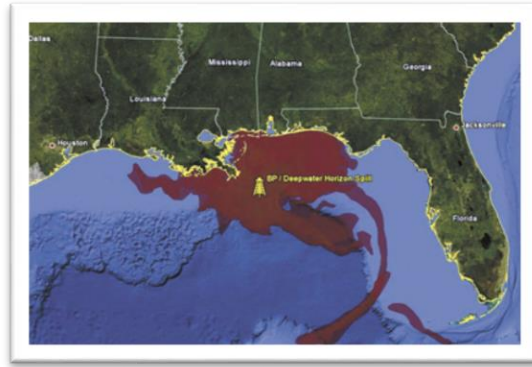 Dallas
Mississippi
Alabama
Georgia
Louisiana
Houston
Jacksonville
BP / Deepwater Horizon Spill
Florida